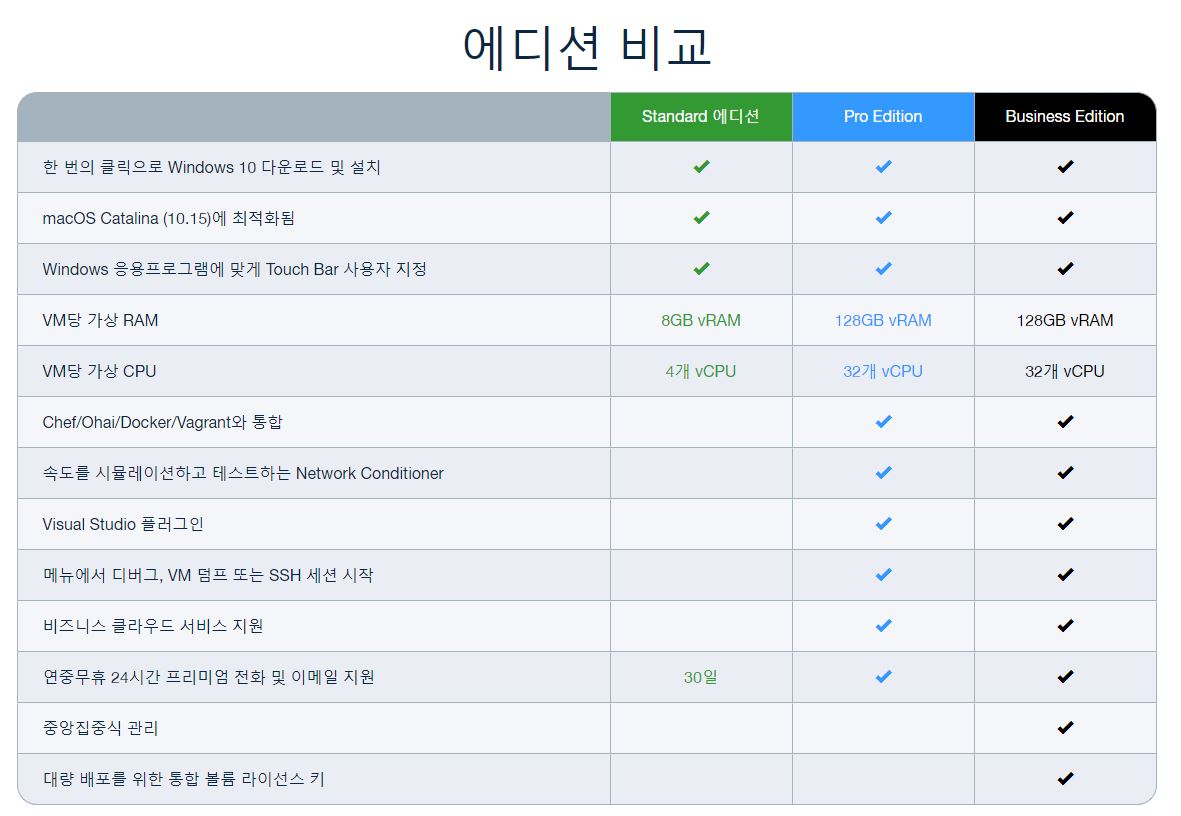 에디션 비교
Standard 에디션 Pro Edition Business Edition
한 번의 클릭으로 Windows 10 다운로드 및 설치 ✔ ✔ ✔
macOS Catalina (10.15)에 최적화됨 ✔ ✔ ✔
Windows 응용프로그램에 맞게 Touch Bar 사용자 지정 ✔ ✔ ✔
VM당 가상 RAM 8GB vRAM 128GB vRAM 128GB vRAM
VM당 가상 CPU 4개 vCPU 32개 vCPU 32개 vCPU
Chef/Ohai/Docker/Vagrant와 통합 ✔ ✔
속도를 시뮬레이션하고 테스트하는 Network Conditioner ✔ ✔
Visual Studio 플러그인 ✔ ✔
메뉴에서 디버그, VM 덤프 또는 SSH 세션 시작 ✔ ✔
비즈니스 클라우드 서비스 지원 ✔ ✔
연중무휴 24시간 프리미엄 전화 및 이메일 지원 30일 ✔ ✔
중앙집중식 관리 ✔
대량 배포를 위한 통합 볼륨 라이선스 키 ✔